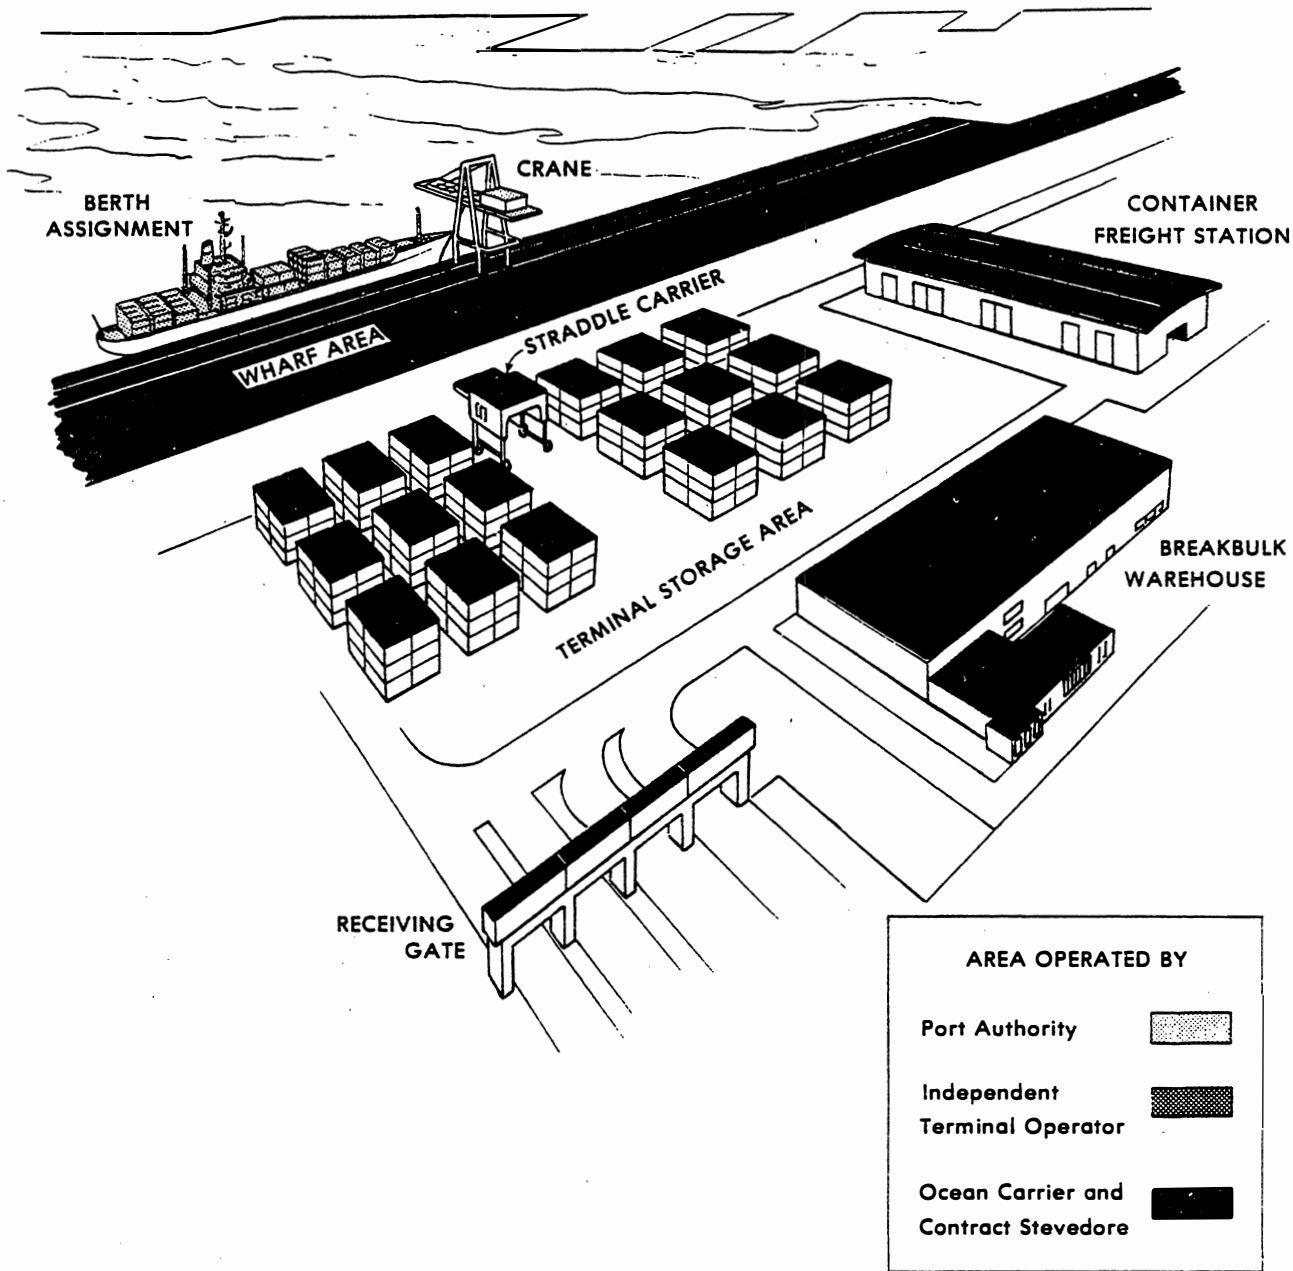 CRANE
BERTH
ASSIGNMENT
CONTAINER
FREIGHT STATION
STRADDLE CARRIER
WHARF AREA
TERMINAL STORAGE AREA
BREAKBULK
WAREHOUSE
RECEIVING
GATE
AREA OPERATED BY
Port Authority
Independent
Terminal Operator
Ocean Carrier and
Contract Stevedore